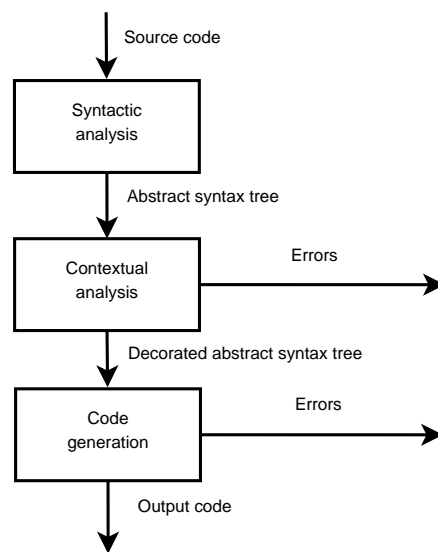 Source code
Syntactic
analysis
Abstract syntax tree
Contextual
analysis
Errors
Decorated abstract syntax tree
Code
generation
Errors
Output code